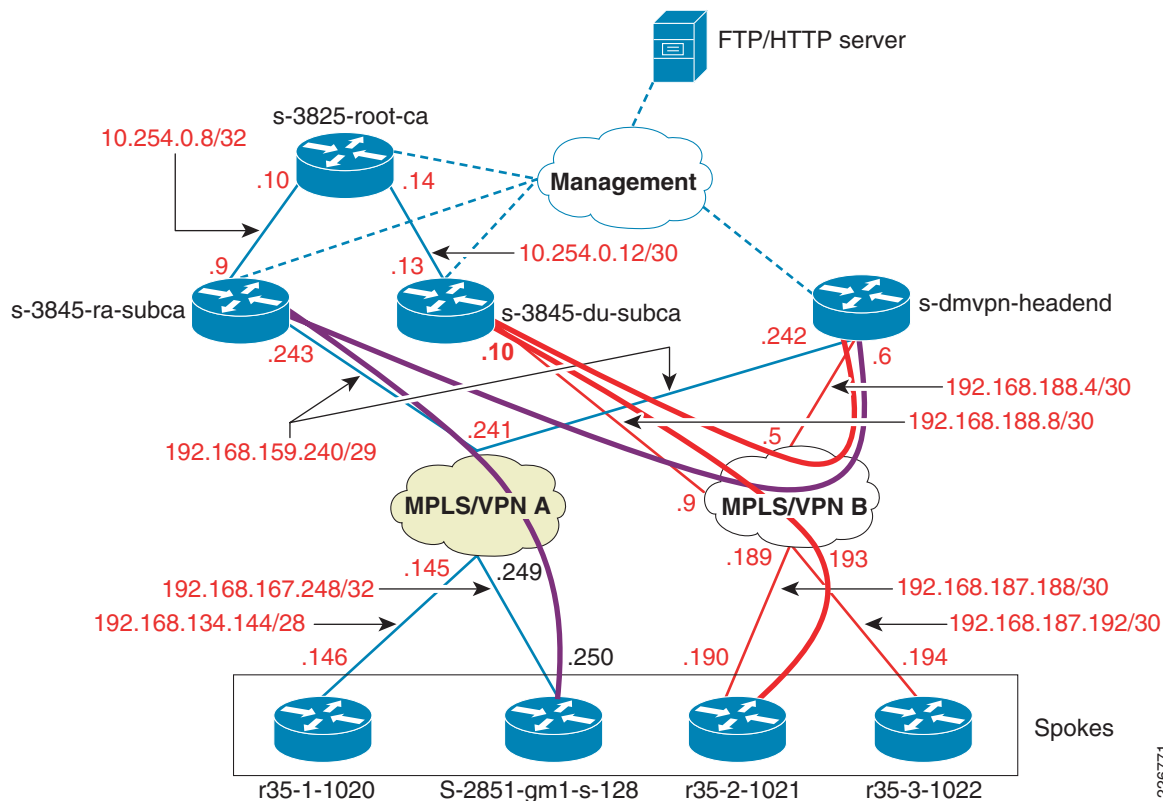 FTP/HTTP server
s-3825-root-ca
10.254.0.8/32
.10
.14
Management
10.254.0.12/30
.9
.13
s-3845-ra-subca
s-3845-du-subca
s-dmvpn-headend
.243
.10
.242
.6
192.168.188.4/30
192.168.188.8/30
192.168.159.240/29
.241
.5
MPLS/VPN A
.9
MPLS/VPN B
.145
.249
.189
193
192.168.167.248/32
192.168.187.188/30
192.168.134.144/28
192.168.187.192/30
.146
.250
.190
.194
Spokes
r35-1-1020
S-2851-gm1-s-128
r35-2-1021
r35-3-1022
226771